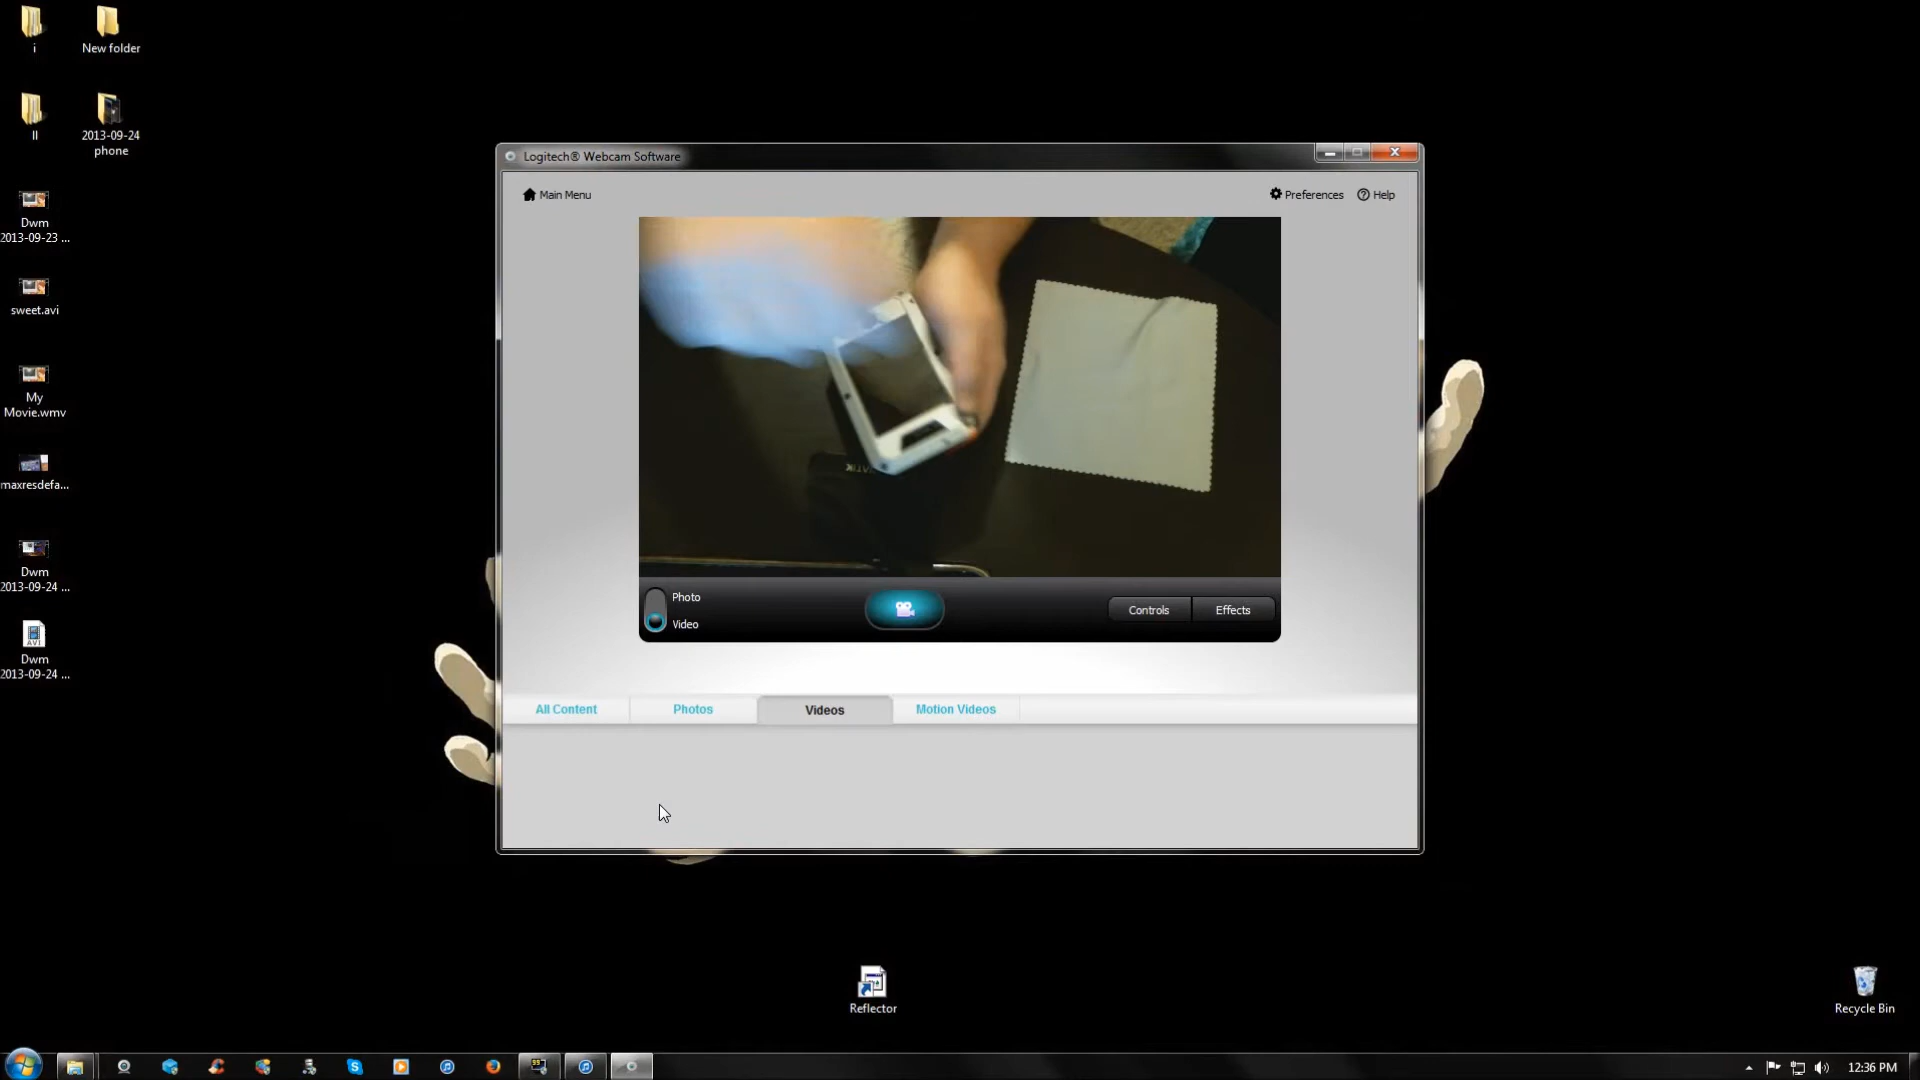 i
New folder
II
2013-09-24
phone
Dwm
2013-09-23 ...
sweet.avi
My
Movie.wmv
maxresdefa...
Dwm
2013-09-24 ...
AVI
Dwm
2013-09-24 ...
Logitech® Webcam Software
Main Menu
Preferences
Help
Photo
Video
Controls
Effects
All Content
Photos
Videos
Motion Videos
Reflector
Recycle Bin
12:36 PM